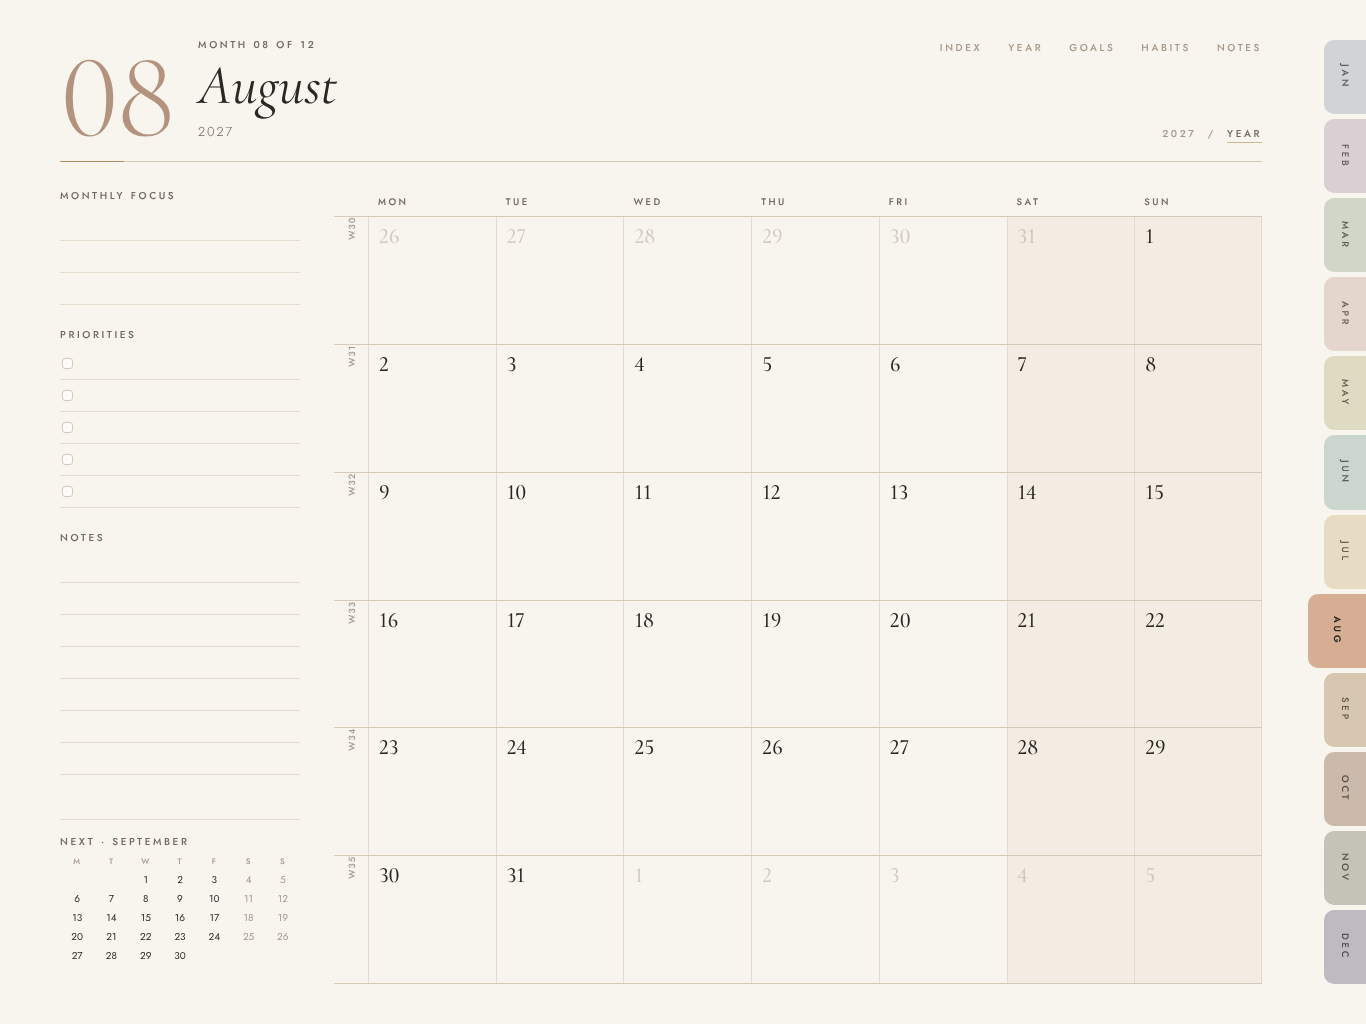 08
MONTH 08 OF 12
August
2027
INDEX YEAR GOALS HABITS NOTES
2027 / YEAR
MONTHLY FOCUS
PRIORITIES
NOTES
NEXT · SEPTEMBER
M T W T F S S
1 2 3 4 5
6 7 8 9 10 11 12
13 14 15 16 17 18 19
20 21 22 23 24 25 26
27 28 29 30
MON TUE WED THU FRI SAT SUN
W30 26 27 28 29 30 31 1
W31 2 3 4 5 6 7 8
W32 9 10 11 12 13 14 15
W33 16 17 18 19 20 21 22
W34 23 24 25 26 27 28 29
W35 30 31 1 2 3 4 5
JAN
FEB
MAR
APR
MAY
JUN
JUL
AUG
SEP
OCT
NOV
DEC